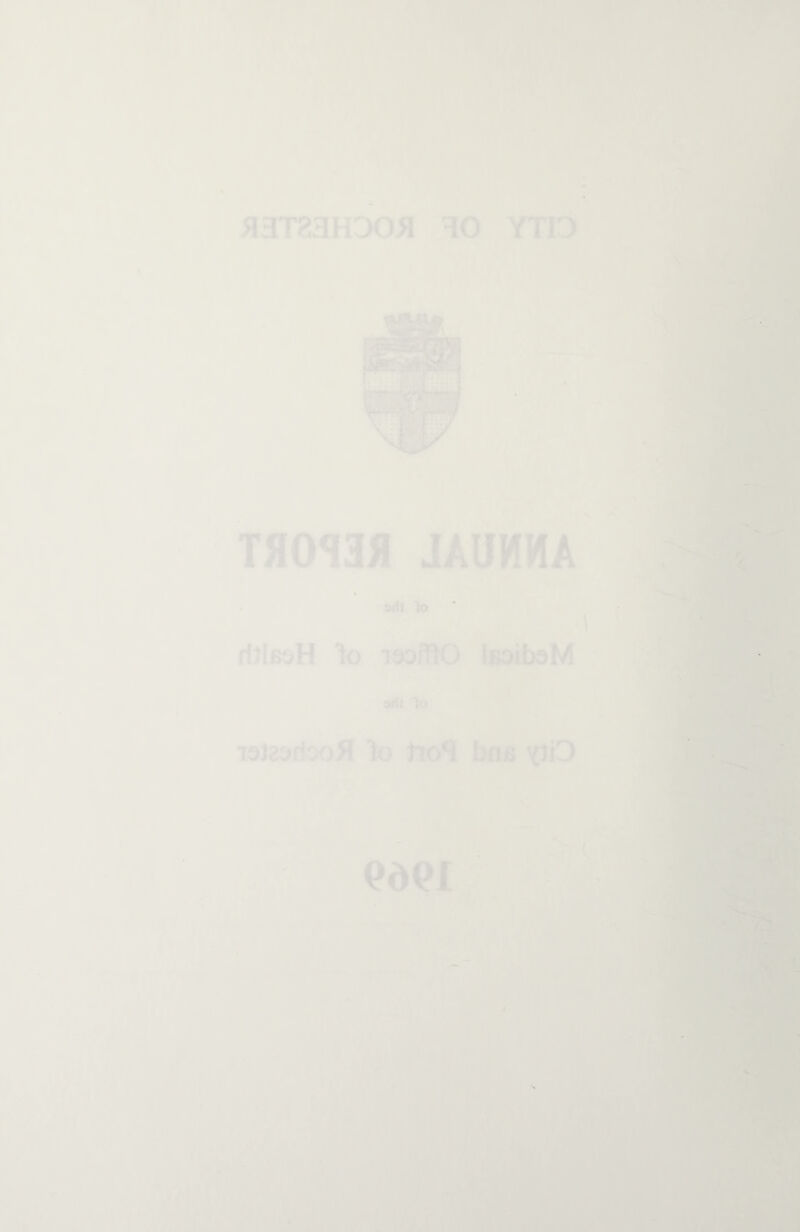 CITY OF ROCHESTER
ANNUAL REPORT
of the
Medical Officer of Health
of the
City and Port of Rochester
1969